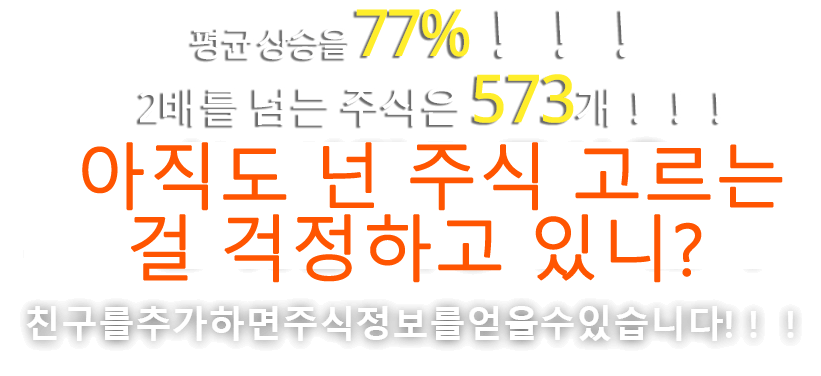 평균 상승율 77%！！！
2배를 넘는 주식은 573개！！！
아직도 넌 주식 고르는
걸 걱정하고 있니?
친구를추가하면주식정보를얻을수있습니다!！！